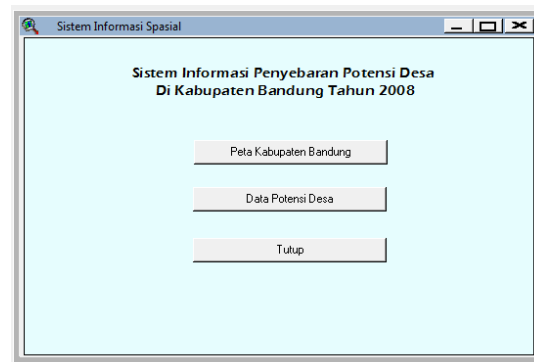 Sistem Informasi Spasial
Sistem Informasi Penyebaran Potensi Desa
Di Kabupaten Bandung Tahun 2008
Peta Kabupaten Bandung
Data Potensi Desa
Tutup